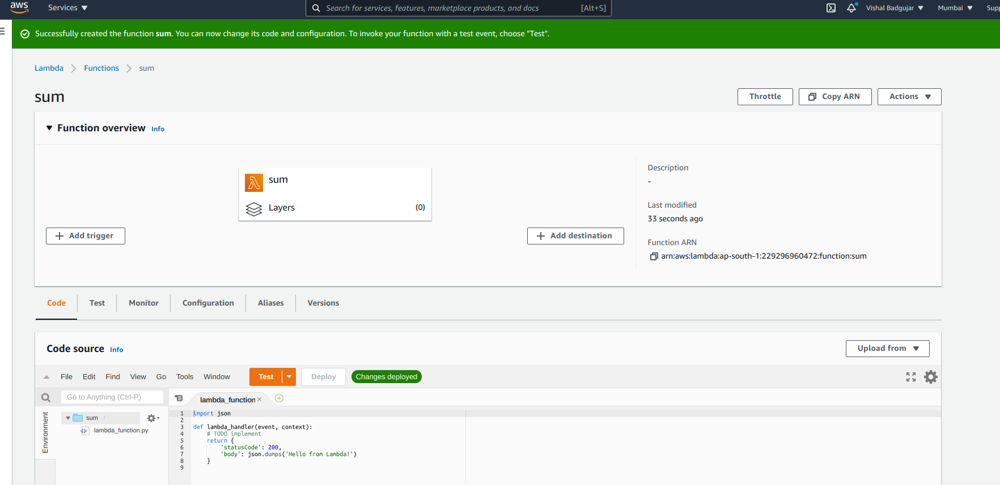 aws Services Search for services, features, marketplace products, and docs [Alt+S] Vishal Badgujar Mumbai Supp
Successfully created the function sum. You can now change its code and configuration. To invoke your function with a test event, choose "Test".
Lambda Functions sum
sum
Throttle Copy ARN Actions
Function overview Info
sum
Layers (0)
Add trigger
Add destination
Description
-
Last modified
33 seconds ago
Function ARN
arn:aws:lambda:ap-south-1:229296960472:function:sum
Code Test Monitor Configuration Aliases Versions
Code source Info
Upload from
File Edit Find View Go Tools Window Test Deploy Changes deployed
Go to Anything (Ctrl-P)
Environment
sum - /
lambda_function.py
lambda_function
1 import json
2
3 def lambda_handler(event, context):
4 # TODO implement
5 return {
6 'statusCode': 200,
7 'body': json.dumps('Hello from Lambda!')
8 }
9